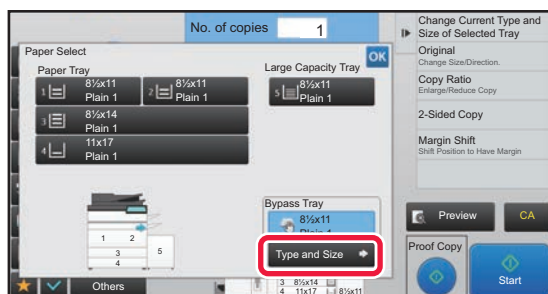 No. of copies 1
Paper Select
OK
Paper Tray
1 8½x11
Plain 1
2 8½x11
Plain 1
3 8½x14
Plain 1
4 11x17
Plain 1
Large Capacity Tray
5 8½x11
Plain 1
1 2
3
4
5
Bypass Tray
8½x11
Plain 1
Type and Size
Others
3 8½x14
4 11x17
8½x11
Change Current Type and
Size of Selected Tray
Original
Change Size/Direction.
Copy Ratio
Enlarge/Reduce Copy
2-Sided Copy
Margin Shift
Shift Position to Have Margin
Preview
CA
Proof Copy
Start